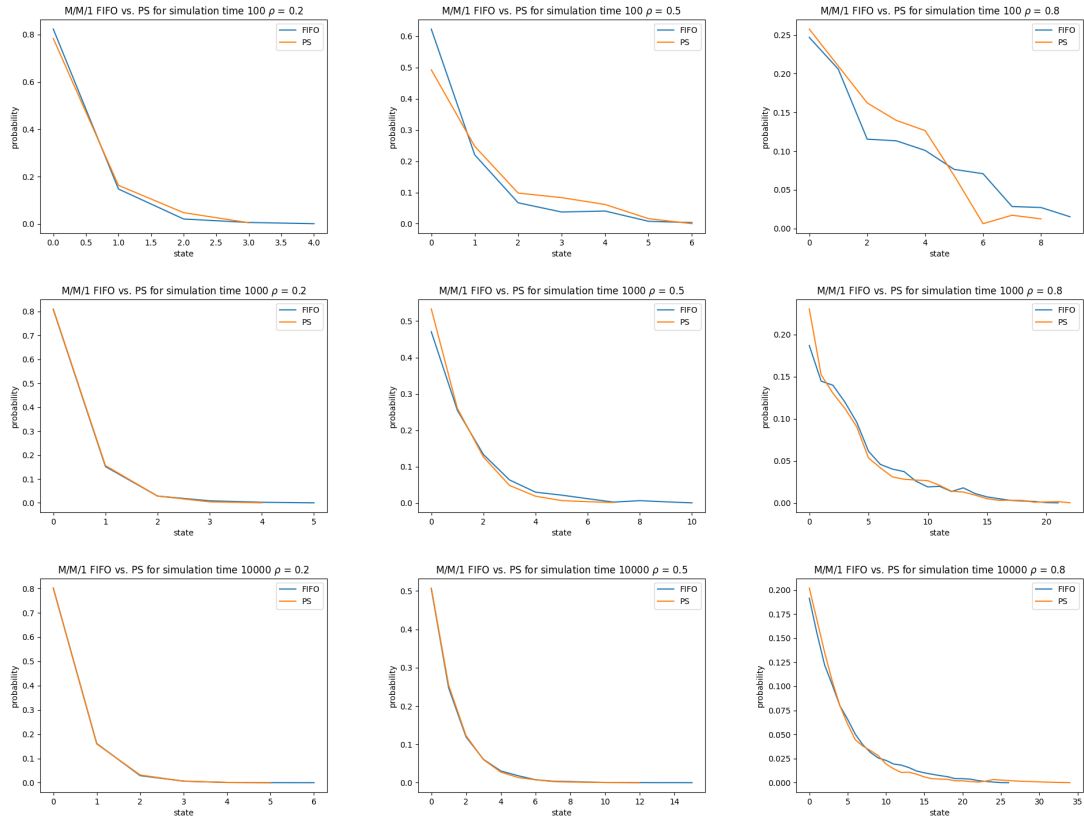 M/M/1 FIFO vs. PS for simulation time 100 ρ = 0.2
FIFO
PS
probability
0.8
0.6
0.4
0.2
0.0
0.0 0.5 1.0 1.5 2.0 2.5 3.0 3.5 4.0
state
M/M/1 FIFO vs. PS for simulation time 100 ρ = 0.5
FIFO
PS
probability
0.6
0.5
0.4
0.3
0.2
0.1
0.0
0 1 2 3 4 5 6
state
M/M/1 FIFO vs. PS for simulation time 100 ρ = 0.8
FIFO
PS
probability
0.25
0.20
0.15
0.10
0.05
0.00
0 2 4 6 8
state
M/M/1 FIFO vs. PS for simulation time 1000 ρ = 0.2
FIFO
PS
probability
0.8
0.7
0.6
0.5
0.4
0.3
0.2
0.1
0.0
0 1 2 3 4 5
state
M/M/1 FIFO vs. PS for simulation time 1000 ρ = 0.5
FIFO
PS
probability
0.5
0.4
0.3
0.2
0.1
0.0
0 2 4 6 8 10
state
M/M/1 FIFO vs. PS for simulation time 1000 ρ = 0.8
FIFO
PS
probability
0.20
0.15
0.10
0.05
0.00
0 5 10 15 20
state
M/M/1 FIFO vs. PS for simulation time 10000 ρ = 0.2
FIFO
PS
probability
0.8
0.7
0.6
0.5
0.4
0.3
0.2
0.1
0.0
0 1 2 3 4 5 6
state
M/M/1 FIFO vs. PS for simulation time 10000 ρ = 0.5
FIFO
PS
probability
0.5
0.4
0.3
0.2
0.1
0.0
0 2 4 6 8 10 12 14
state
M/M/1 FIFO vs. PS for simulation time 10000 ρ = 0.8
FIFO
PS
probability
0.200
0.175
0.150
0.125
0.100
0.075
0.050
0.025
0.000
0 5 10 15 20 25 30 35
state